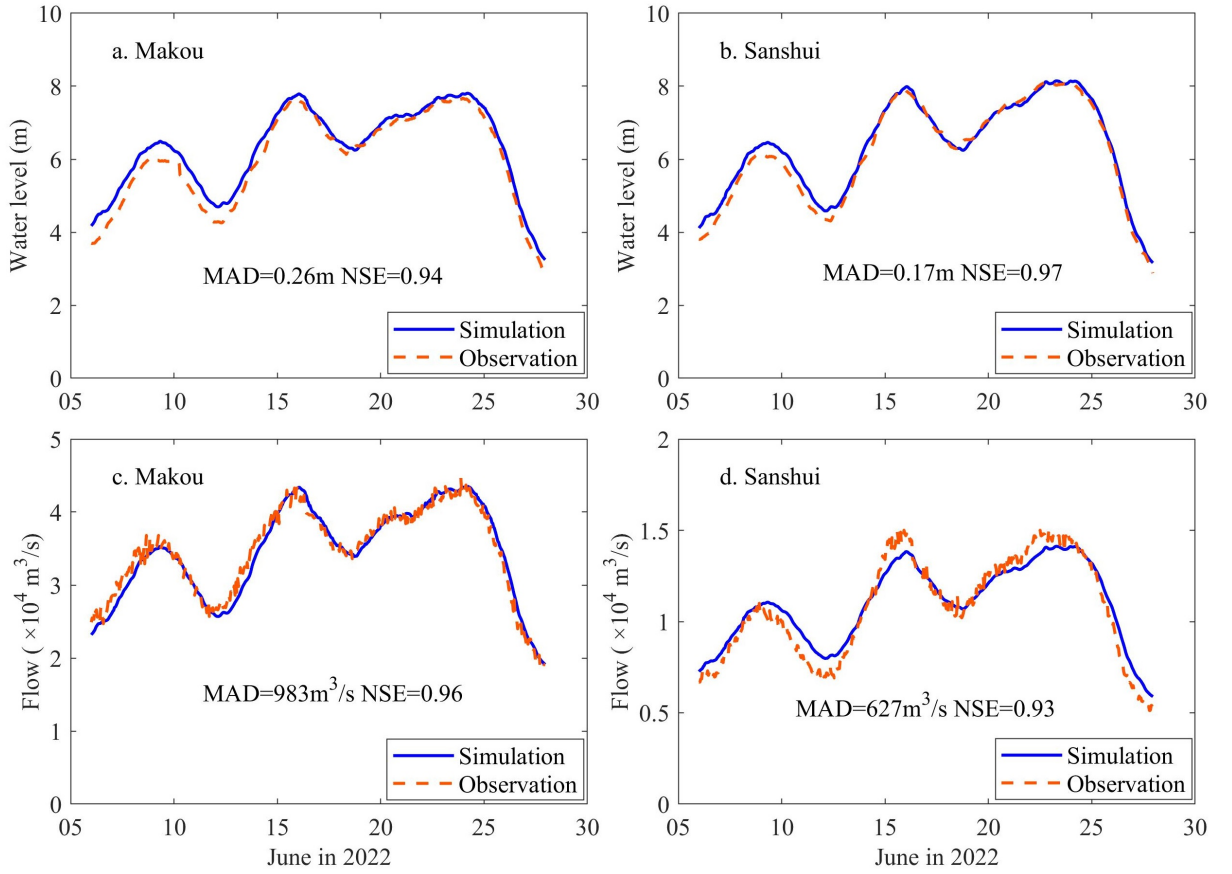 a. Makou
Water level (m)
10
8
6
4
2
0
MAD=0.26m NSE=0.94
Simulation
Observation
05 10 15 20 25 30
b. Sanshui
Water level (m)
10
8
6
4
2
0
MAD=0.17m NSE=0.97
Simulation
Observation
05 10 15 20 25 30
c. Makou
Flow ( ×10⁴ m³/s)
5
4
3
2
1
0
MAD=983m³/s NSE=0.96
Simulation
Observation
05 10 15 20 25 30
June in 2022
d. Sanshui
Flow ( ×10⁴ m³/s)
2
1.5
1
0.5
0
MAD=627m³/s NSE=0.93
Simulation
Observation
05 10 15 20 25 30
June in 2022